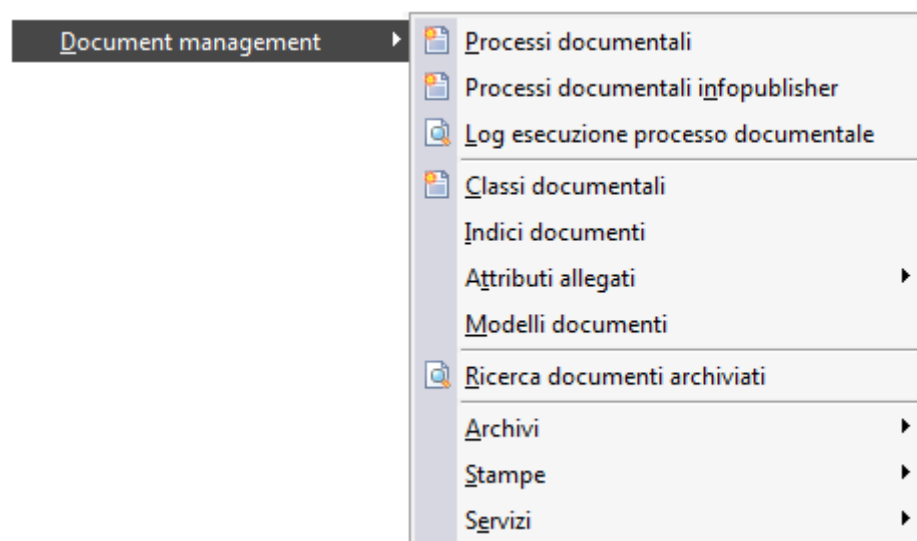 Document management
Processi documentali
Processi documentali infopublisher
Log esecuzione processo documentale
Classi documentali
Indici documenti
Attributi allegati
Modelli documenti
Ricerca documenti archiviati
Archivi
Stampe
Servizi